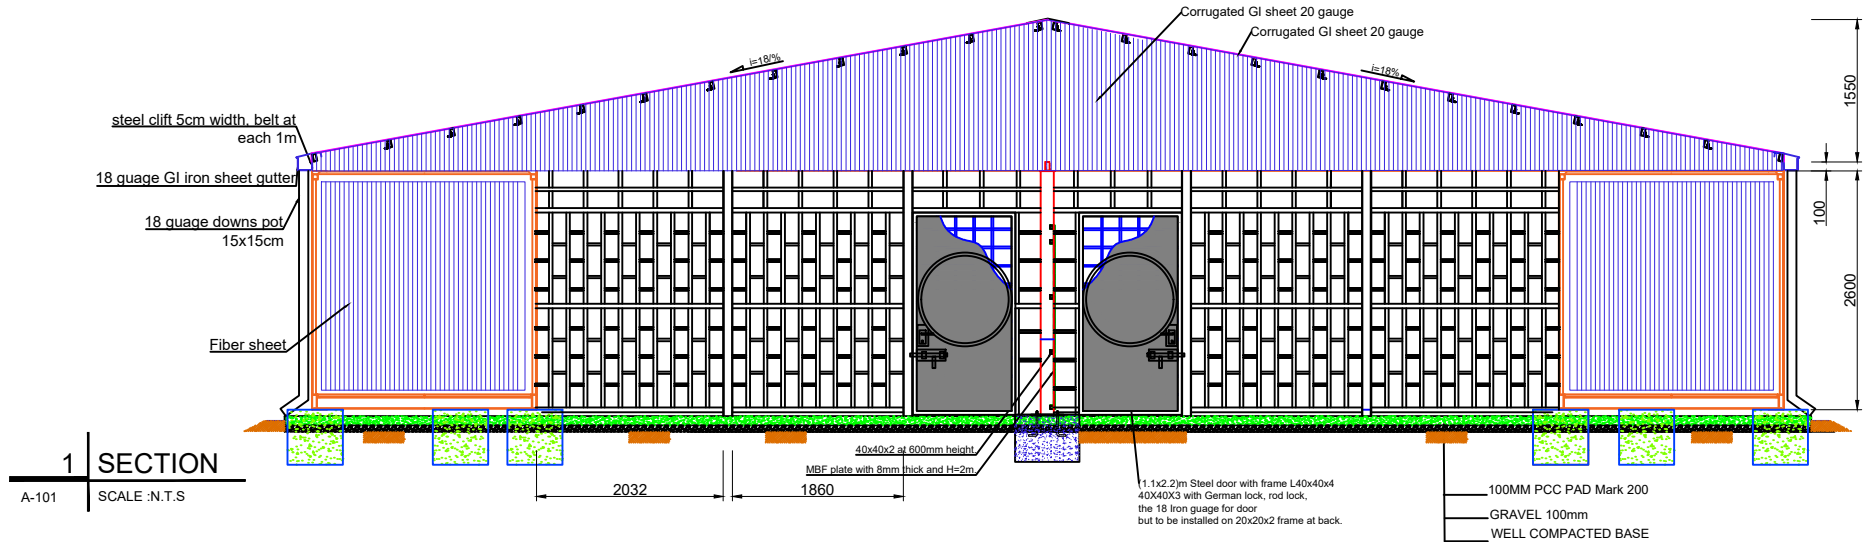 Corrugated GI sheet 20 gauge
Corrugated GI sheet 20 gauge
i=18/%
i=18%
1550
steel clift 5cm width, belt at
each 1m
18 guage GI iron sheet gutter
18 guage downs pot
15x15cm
100
2600
Fiber sheet
40x40x2 at 600mm height
MBF plate with 8mm thick and H=2m
2032
1860
(1.1x2.2)m Steel door with frame L40x40x4
40X40X3 with German lock, rod lock,
the 18 Iron guage for door
but to be installed on 20x20x2 frame at back.
100MM PCC PAD Mark 200
GRAVEL 100mm
WELL COMPACTED BASE
1 SECTION
A-101 SCALE :N.T.S